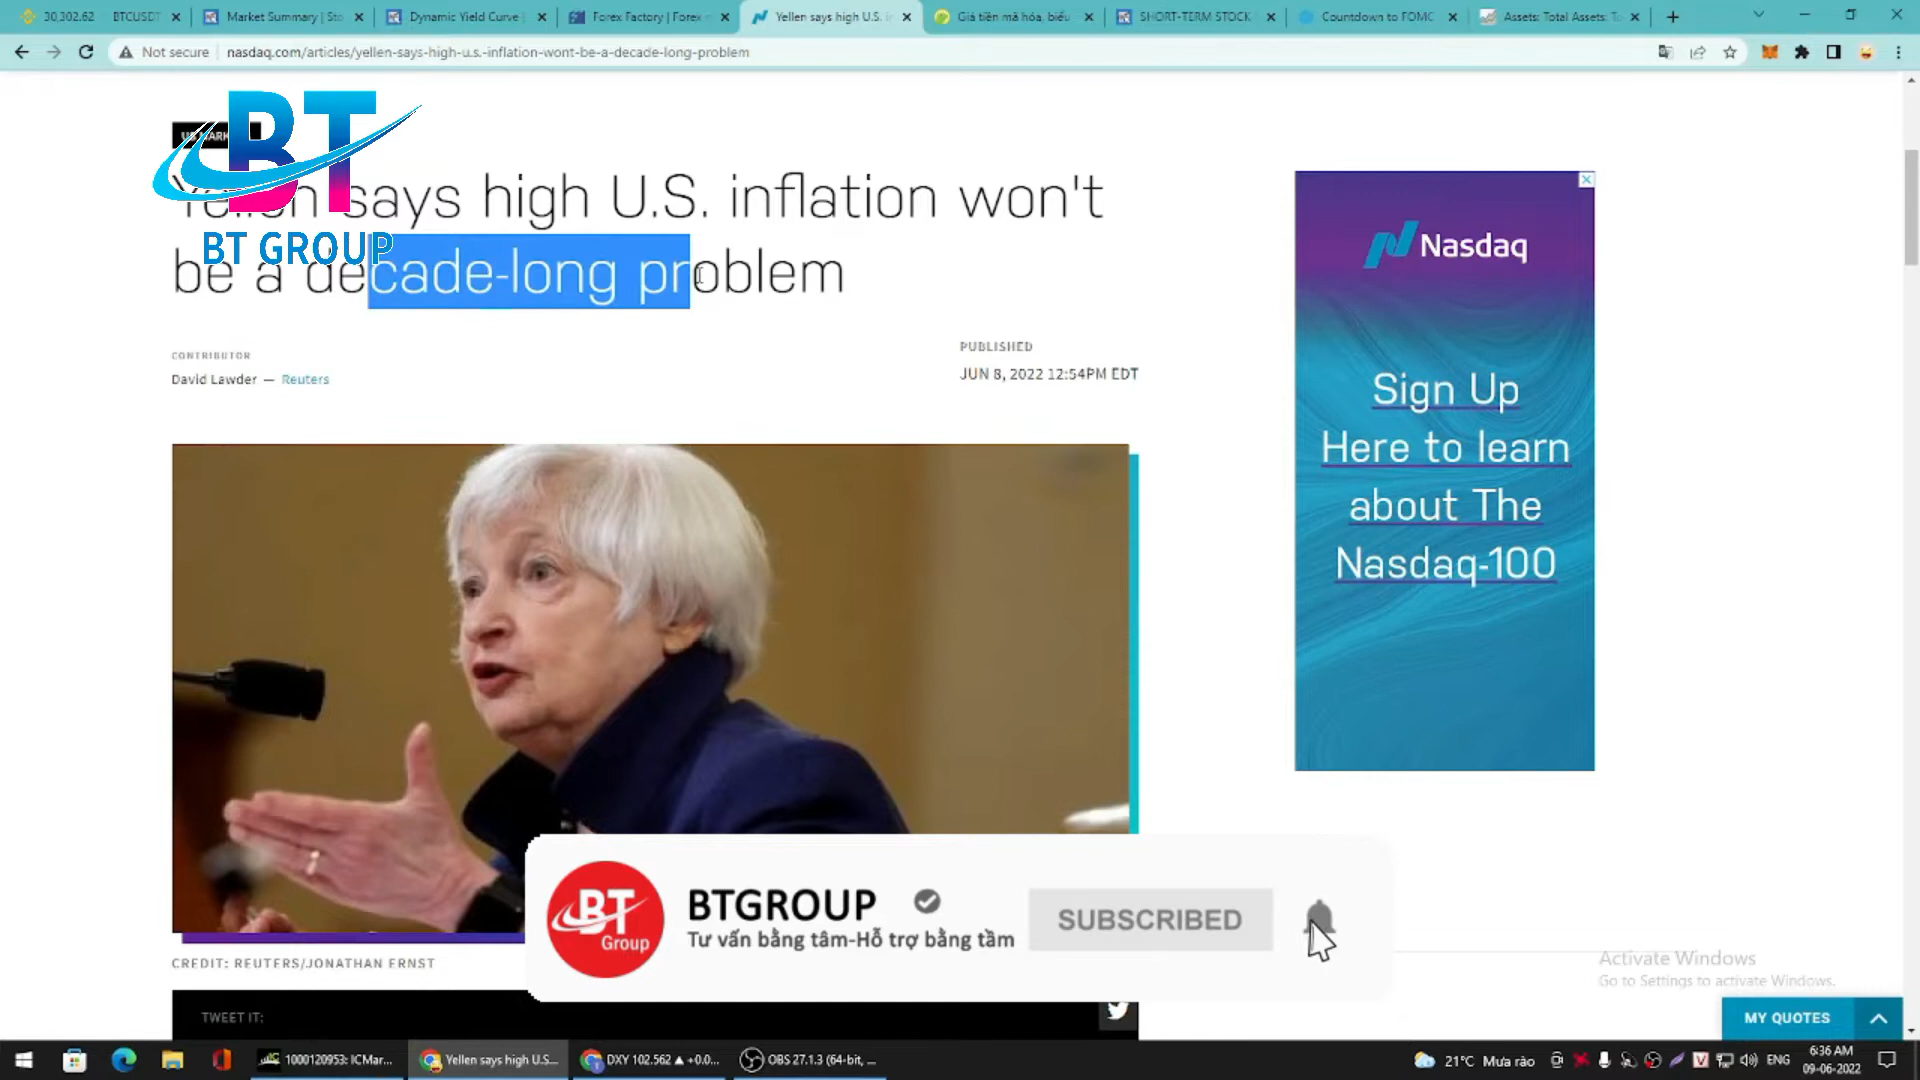 30,302.62 BTCUSDT
Market Summary | Sto
Dynamic Yield Curve
Forex Factory | Forex
Yellen says high U.S. i
Giá tiền mã hóa, biểu
SHORT-TERM STOCK
Countdown to FOMC
Assets: Total Assets: T
Not secure
nasdaq.com/articles/yellen-says-high-u.s.-inflation-wont-be-a-decade-long-problem
BT
BT GROUP
Yellen says high U.S. inflation won't
be a decade-long problem
CONTRIBUTOR
David Lawder — Reuters
PUBLISHED
JUN 8, 2022 12:54PM EDT
Nasdaq
Sign Up
Here to learn
about The
Nasdaq-100
BT
Group
BTGROUP
Tư vấn bằng tâm-Hỗ trợ bằng tầm
SUBSCRIBED
CREDIT: REUTERS/JONATHAN ERNST
TWEET IT:
Activate Windows
Go to Settings to activate Windows.
MY QUOTES
1000120953: ICMar...
Yellen says high U.S...
DXY 102.562 ▲ +0.0...
OBS 27.1.3 (64-bit, ...
21°C Mưa rào
ENG
6:36 AM
09-06-2022